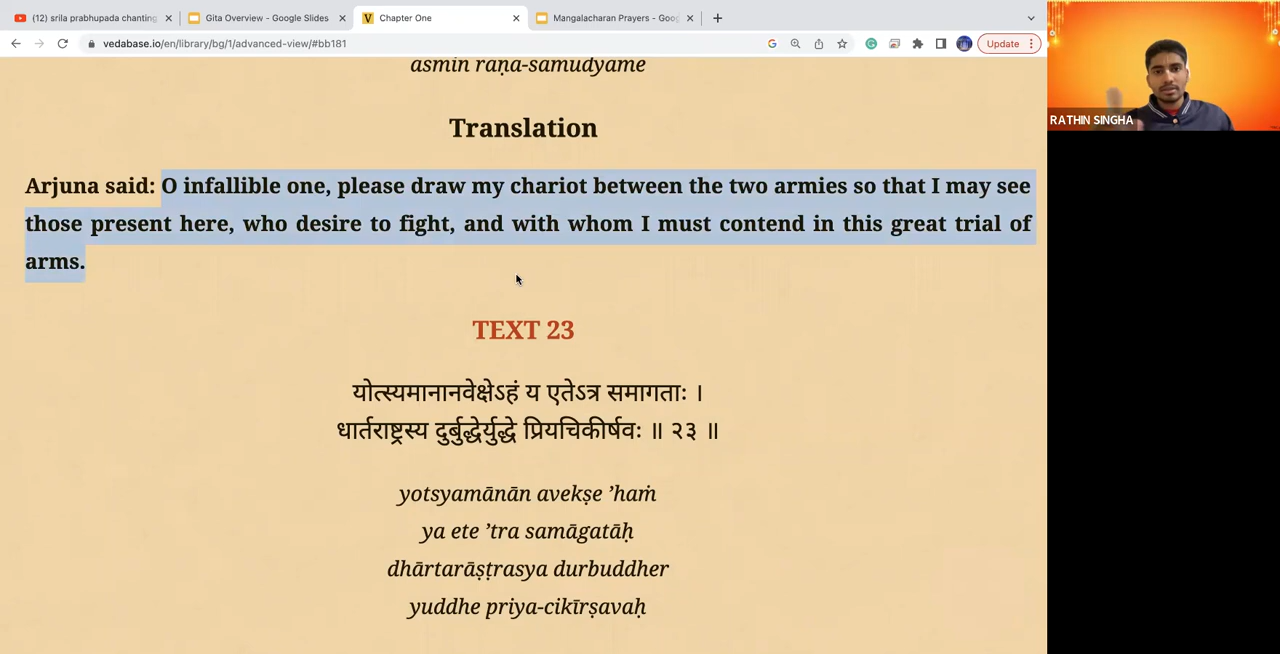 (12) srila prabhupada chanting
Gita Overview - Google Slides
Chapter One
Mangalacharan Prayers - Goog
vedabase.io/en/library/bg/1/advanced-view/#bb181
Update
RATHIN SINGHA
asmin raṇa-samudyame
Translation
Arjuna said: O infallible one, please draw my chariot between the two armies so that I may see
those present here, who desire to fight, and with whom I must contend in this great trial of
arms.
TEXT 23
योत्स्यमानानवेक्षेऽहं य एतेऽत्र समागताः ।
धार्तराष्ट्रस्य दुर्बुद्धेर्युद्धे प्रियचिकीर्षवः ॥ २३ ॥
yotsyamānān avekṣe ’haṁ
ya ete ’tra samāgatāḥ
dhārtarāṣṭrasya durbuddher
yuddhe priya-cikīrṣavaḥ